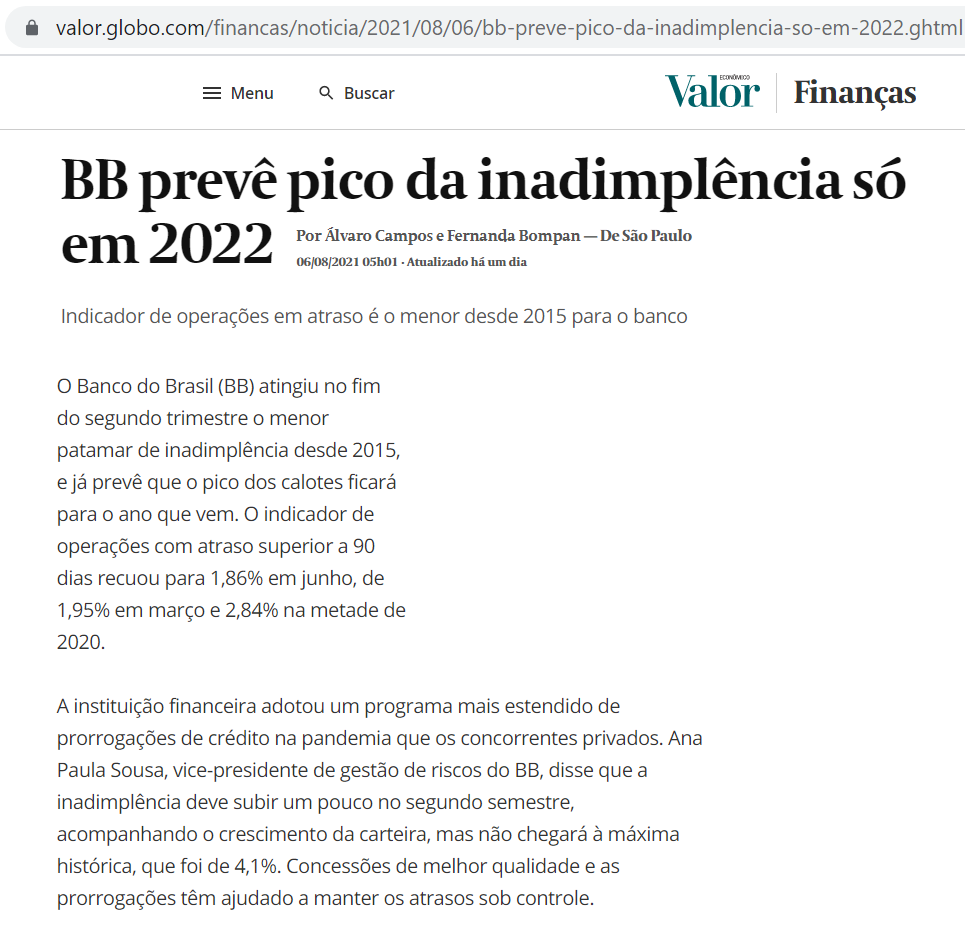 valor.globo.com/financas/noticia/2021/08/06/bb-preve-pico-da-inadimplencia-so-em-2022.ghtml
Menu
Buscar
Valor ECONÔMICO
Finanças
BB prevê pico da inadimplência só
em 2022
Por Álvaro Campos e Fernanda Bompan — De São Paulo
06/08/2021 05h01 · Atualizado há um dia
Indicador de operações em atraso é o menor desde 2015 para o banco
O Banco do Brasil (BB) atingiu no fim
do segundo trimestre o menor
patamar de inadimplência desde 2015,
e já prevê que o pico dos calotes ficará
para o ano que vem. O indicador de
operações com atraso superior a 90
dias recuou para 1,86% em junho, de
1,95% em março e 2,84% na metade de
2020.
A instituição financeira adotou um programa mais estendido de
prorrogações de crédito na pandemia que os concorrentes privados. Ana
Paula Sousa, vice-presidente de gestão de riscos do BB, disse que a
inadimplência deve subir um pouco no segundo semestre,
acompanhando o crescimento da carteira, mas não chegará à máxima
histórica, que foi de 4,1%. Concessões de melhor qualidade e as
prorrogações têm ajudado a manter os atrasos sob controle.